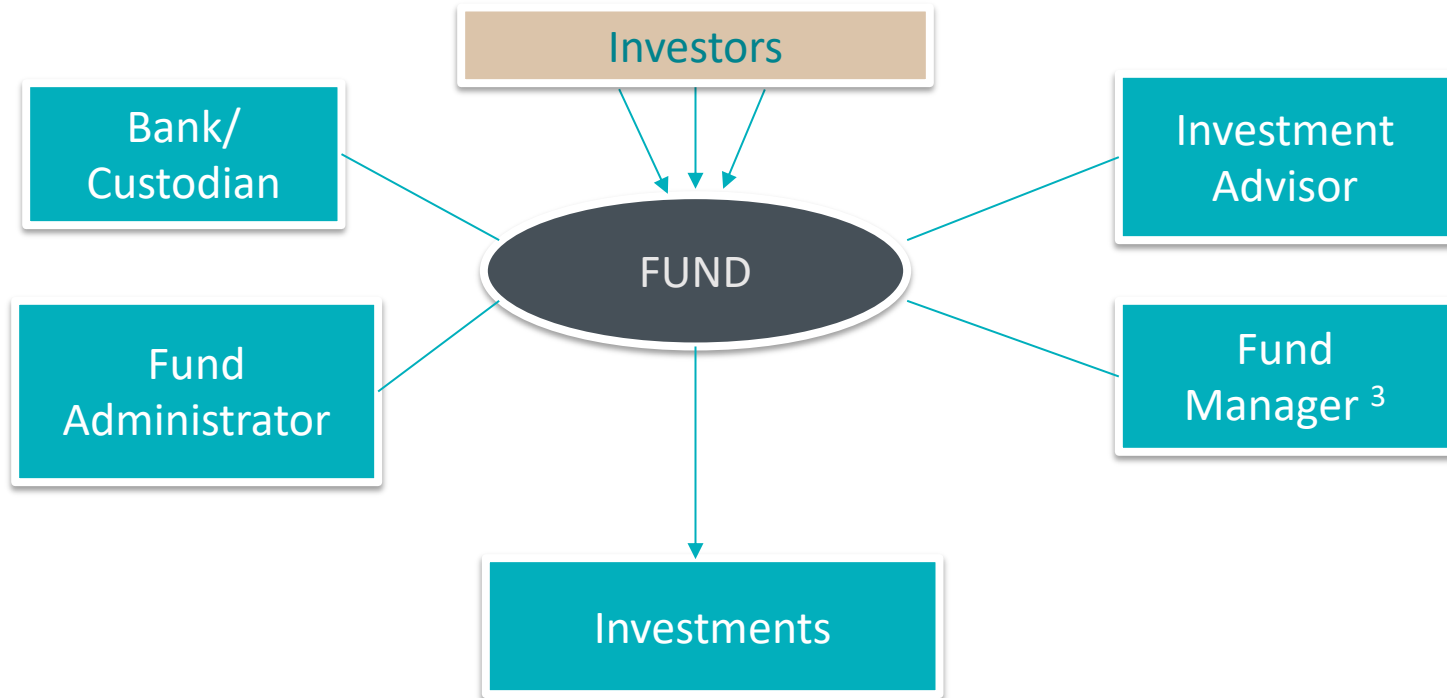 Investors
Bank/
Custodian
Investment
Advisor
FUND
Fund
Administrator
Fund
Manager ³
Investments